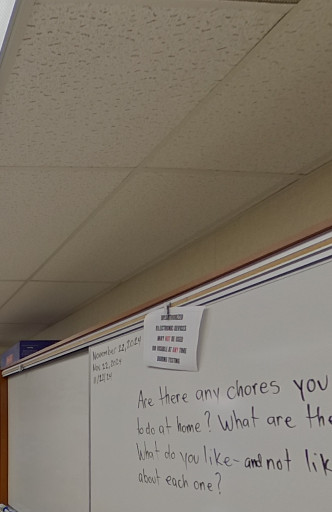 November 22, 2024
Nov. 22, 2024
11/22/24
UNAUTHORIZED
ELECTRONIC DEVICES
MAY NOT BE USED
OR VISIBLE AT ANY TIME
DURING TESTING
Are there any chores you
to do at home? What are the
What do you like - and not lik
about each one?